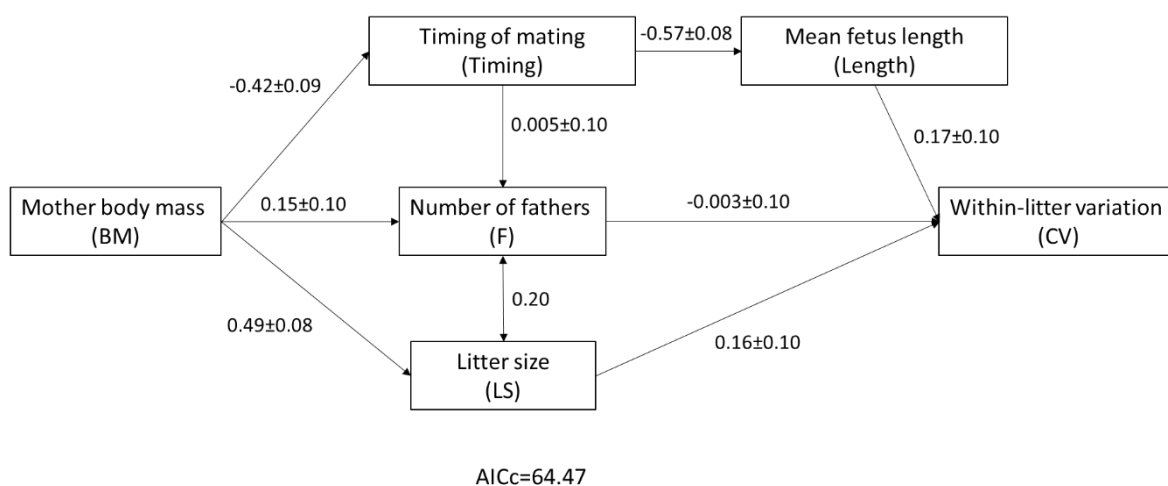 Timing of mating
(Timing)
-0.57±0.08
Mean fetus length
(Length)
-0.42±0.09
0.005±0.10
0.17±0.10
Mother body mass
(BM)
0.15±0.10
Number of fathers
(F)
-0.003±0.10
Within-litter variation
(CV)
0.49±0.08
0.20
0.16±0.10
Litter size
(LS)
AICc=64.47